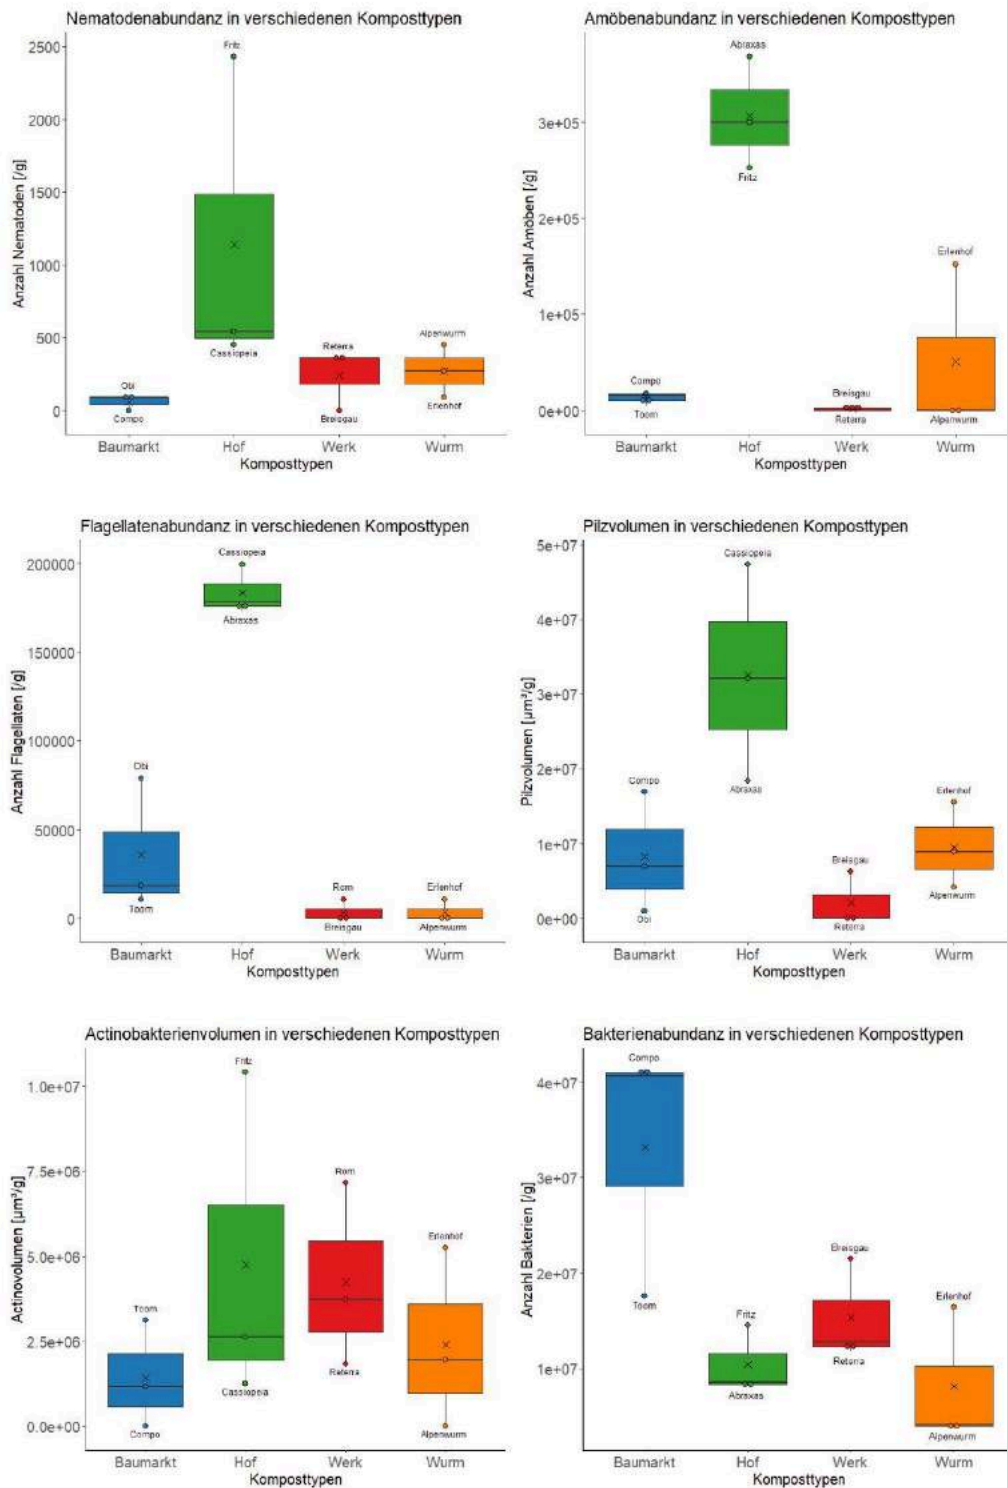 Nematodenabundanz in verschiedenen Komposttypen
Anzahl Nematoden [/g]
2500
2000
1500
1000
500
0
Fritz
Obi
Compo
Cassiopeia
Reterra
Breisgau
Alpenwurm
Erlenhof
Baumarkt Hof Werk Wurm
Komposttypen
Amöbenabundanz in verschiedenen Komposttypen
Anzahl Amöben [/g]
3e+05
2e+05
1e+05
0e+00
Abraxas
Fritz
Compo
Toom
Breisgau
Reterra
Erlenhof
Alpenwurm
Baumarkt Hof Werk Wurm
Komposttypen
Flagellatenabundanz in verschiedenen Komposttypen
Anzahl Flagellaten [/g]
200000
150000
100000
50000
0
Cassiopeia
Abraxas
Obi
Toom
Rom
Breisgau
Erlenhof
Alpenwurm
Baumarkt Hof Werk Wurm
Komposttypen
Pilzvolumen in verschiedenen Komposttypen
Pilzvolumen [µm³/g]
5e+07
4e+07
3e+07
2e+07
1e+07
0e+00
Cassiopeia
Abraxas
Compo
Obi
Breisgau
Reterra
Erlenhof
Alpenwurm
Baumarkt Hof Werk Wurm
Komposttypen
Actinobakterienvolumen in verschiedenen Komposttypen
Actinovolumen [µm³/g]
1.0e+07
7.5e+06
5.0e+06
2.5e+06
0.0e+00
Fritz
Cassiopeia
Toom
Compo
Rom
Reterra
Erlenhof
Alpenwurm
Baumarkt Hof Werk Wurm
Komposttypen
Bakterienabundanz in verschiedenen Komposttypen
Anzahl Bakterien [/g]
4e+07
3e+07
2e+07
1e+07
Compo
Toom
Fritz
Abraxas
Breisgau
Reterra
Erlenhof
Alpenwurm
Baumarkt Hof Werk Wurm
Komposttypen